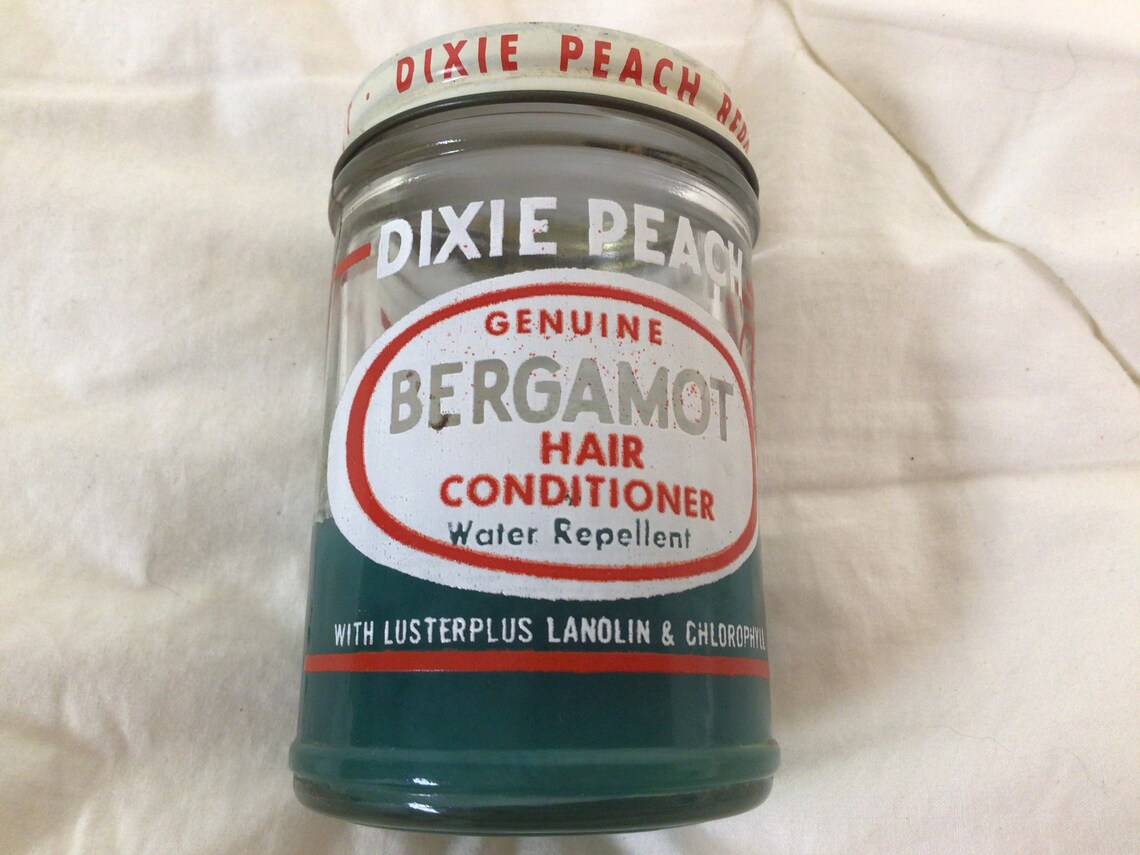 DIXIE PEACH
DIXIE PEACH
GENUINE
BERGAMOT
HAIR
CONDITIONER
Water Repellent
WITH LUSTERPLUS LANOLIN & CHLOROPHYLL